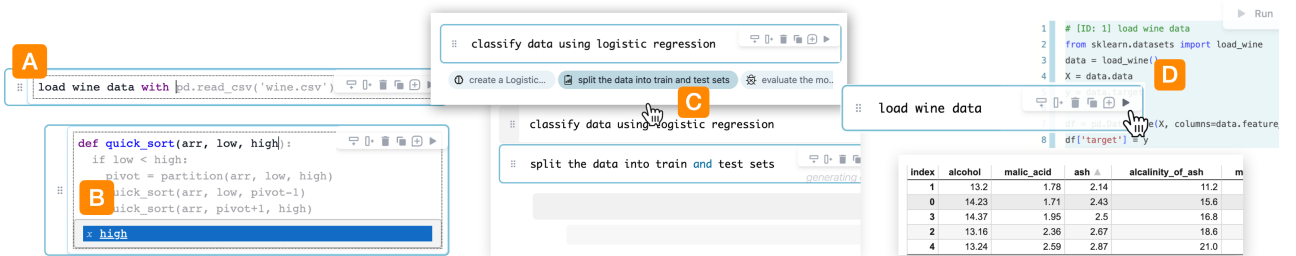 A
load wine data with pd.read_csv('wine.csv')
def quick_sort(arr, low, high):
if low < high:
pivot = partition(arr, low, high)
quick_sort(arr, low, pivot-1)
quick_sort(arr, pivot+1, high)
B
x high
classify data using logistic regression
create a Logistic... split the data into train and test sets evaluate the mo..
C
classify data using logistic regression
split the data into train and test sets
generating
Run
1 # [ID: 1] load wine data
2 from sklearn.datasets import load_wine
3 data = load_wine()
4 X = data.data
D
load wine data
(X, columns=data.feature
8 df['target'] = y
index alcohol malic_acid ash alcalinity_of_ash m
1 13.2 1.78 2.14 11.2
0 14.23 1.71 2.43 15.6
3 14.37 1.95 2.5 16.8
2 13.16 2.36 2.67 18.6
4 13.24 2.59 2.87 21.0